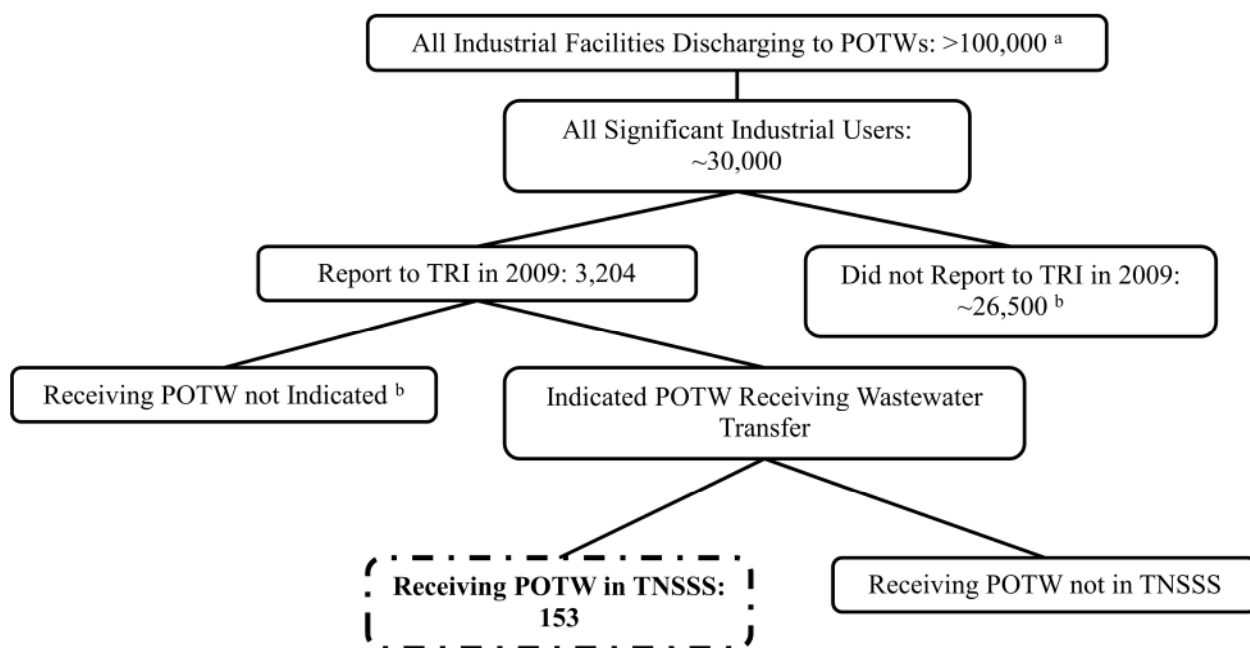 All Industrial Facilities Discharging to POTWs: >100,000 a
All Significant Industrial Users:
~30,000
Report to TRI in 2009: 3,204
Did not Report to TRI in 2009:
~26,500 b
Receiving POTW not Indicated b
Indicated POTW Receiving Wastewater
Transfer
Receiving POTW in TNSSS:
153
Receiving POTW not in TNSSS